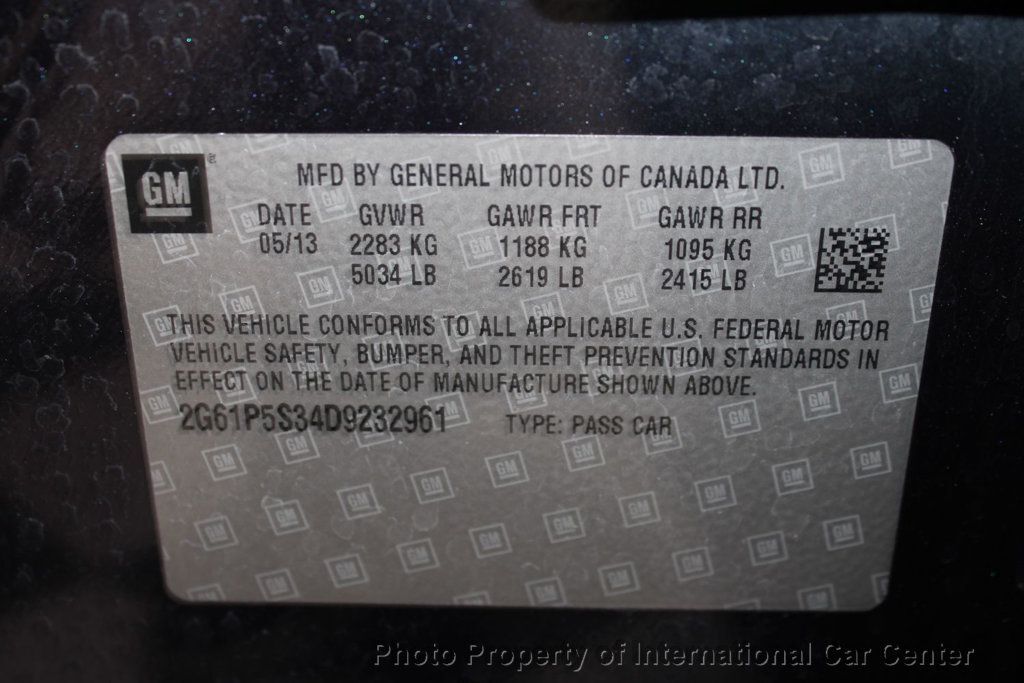 GM
MFD BY GENERAL MOTORS OF CANADA LTD.
DATE GVWR GAWR FRT GAWR RR
05/13 2283 KG 1188 KG 1095 KG
5034 LB 2619 LB 2415 LB
THIS VEHICLE CONFORMS TO ALL APPLICABLE U.S. FEDERAL MOTOR
VEHICLE SAFETY, BUMPER, AND THEFT PREVENTION STANDARDS IN
EFFECT ON THE DATE OF MANUFACTURE SHOWN ABOVE.
2G61P5S34D9232961 TYPE: PASS CAR
Photo Property of International Car Center